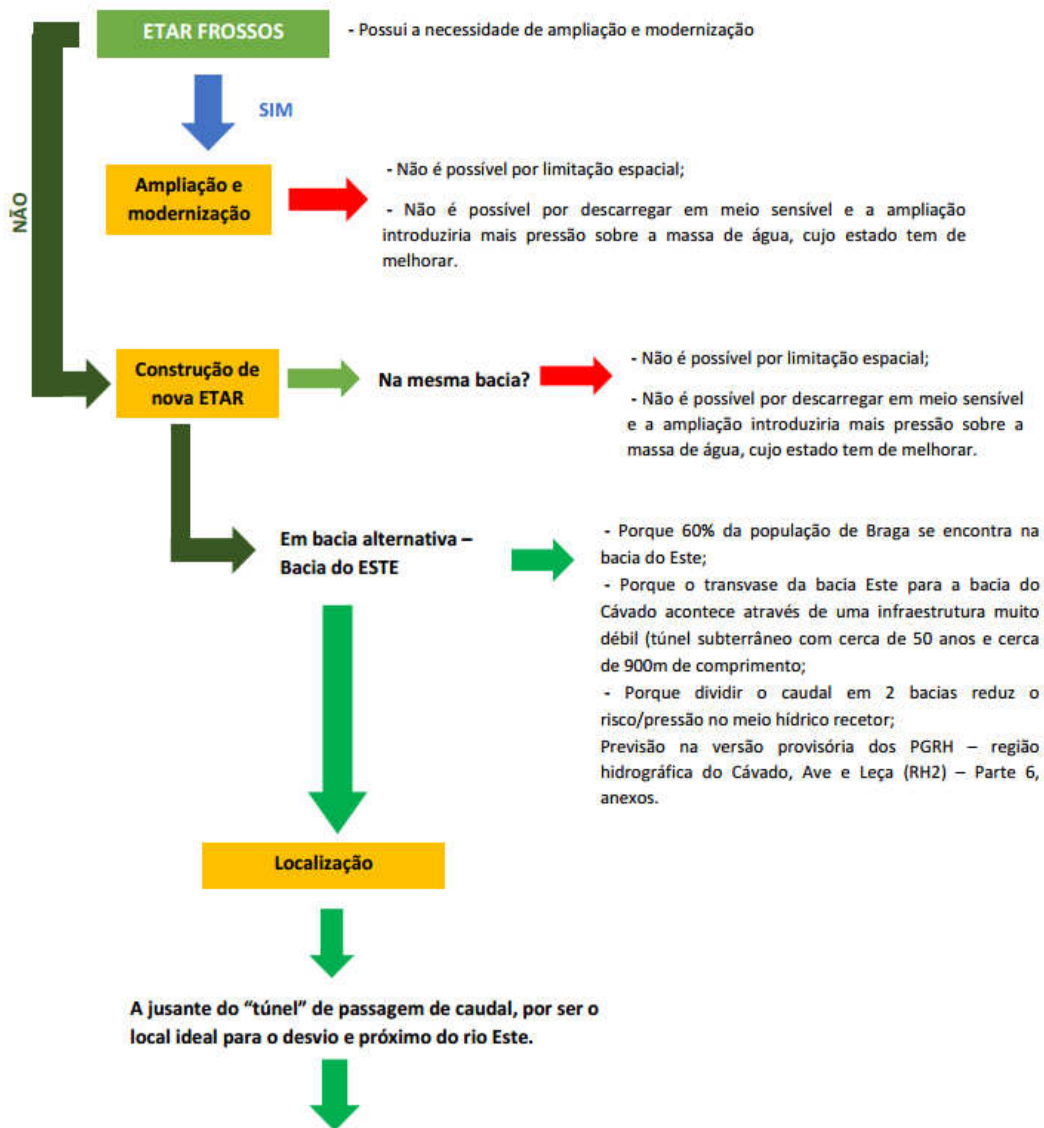 ETAR FROSSOS
- Possui a necessidade de ampliação e modernização
SIM
NÃO
Ampliação e
modernização
- Não é possível por limitação espacial;
- Não é possível por descarregar em meio sensível e a ampliação
introduziria mais pressão sobre a massa de água, cujo estado tem de
melhorar.
Construção de
nova ETAR
Na mesma bacia?
- Não é possível por limitação espacial;
- Não é possível por descarregar em meio sensível
e a ampliação introduziria mais pressão sobre a
massa de água, cujo estado tem de melhorar.
Em bacia alternativa –
Bacia do ESTE
- Porque 60% da população de Braga se encontra na
bacia do Este;
- Porque o transvase da bacia Este para a bacia do
Cávado acontece através de uma infraestrutura muito
débil (túnel subterrâneo com cerca de 50 anos e cerca
de 900m de comprimento;
- Porque dividir o caudal em 2 bacias reduz o
risco/pressão no meio hídrico recetor;
Previsão na versão provisória dos PGRH – região
hidrográfica do Cávado, Ave e Leça (RH2) – Parte 6,
anexos.
Localização
A jusante do “túnel” de passagem de caudal, por ser o
local ideal para o desvio e próximo do rio Este.